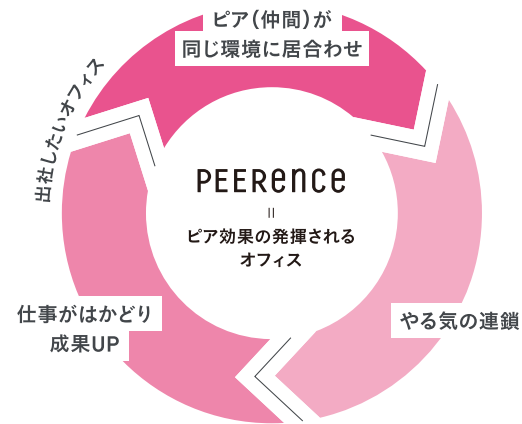 ピア(仲間)が
同じ環境に居合わせ
出社したいオフィス
PEERence
=
ピア効果の発揮される
オフィス
仕事がはかどり
成果UP
やる気の連鎖